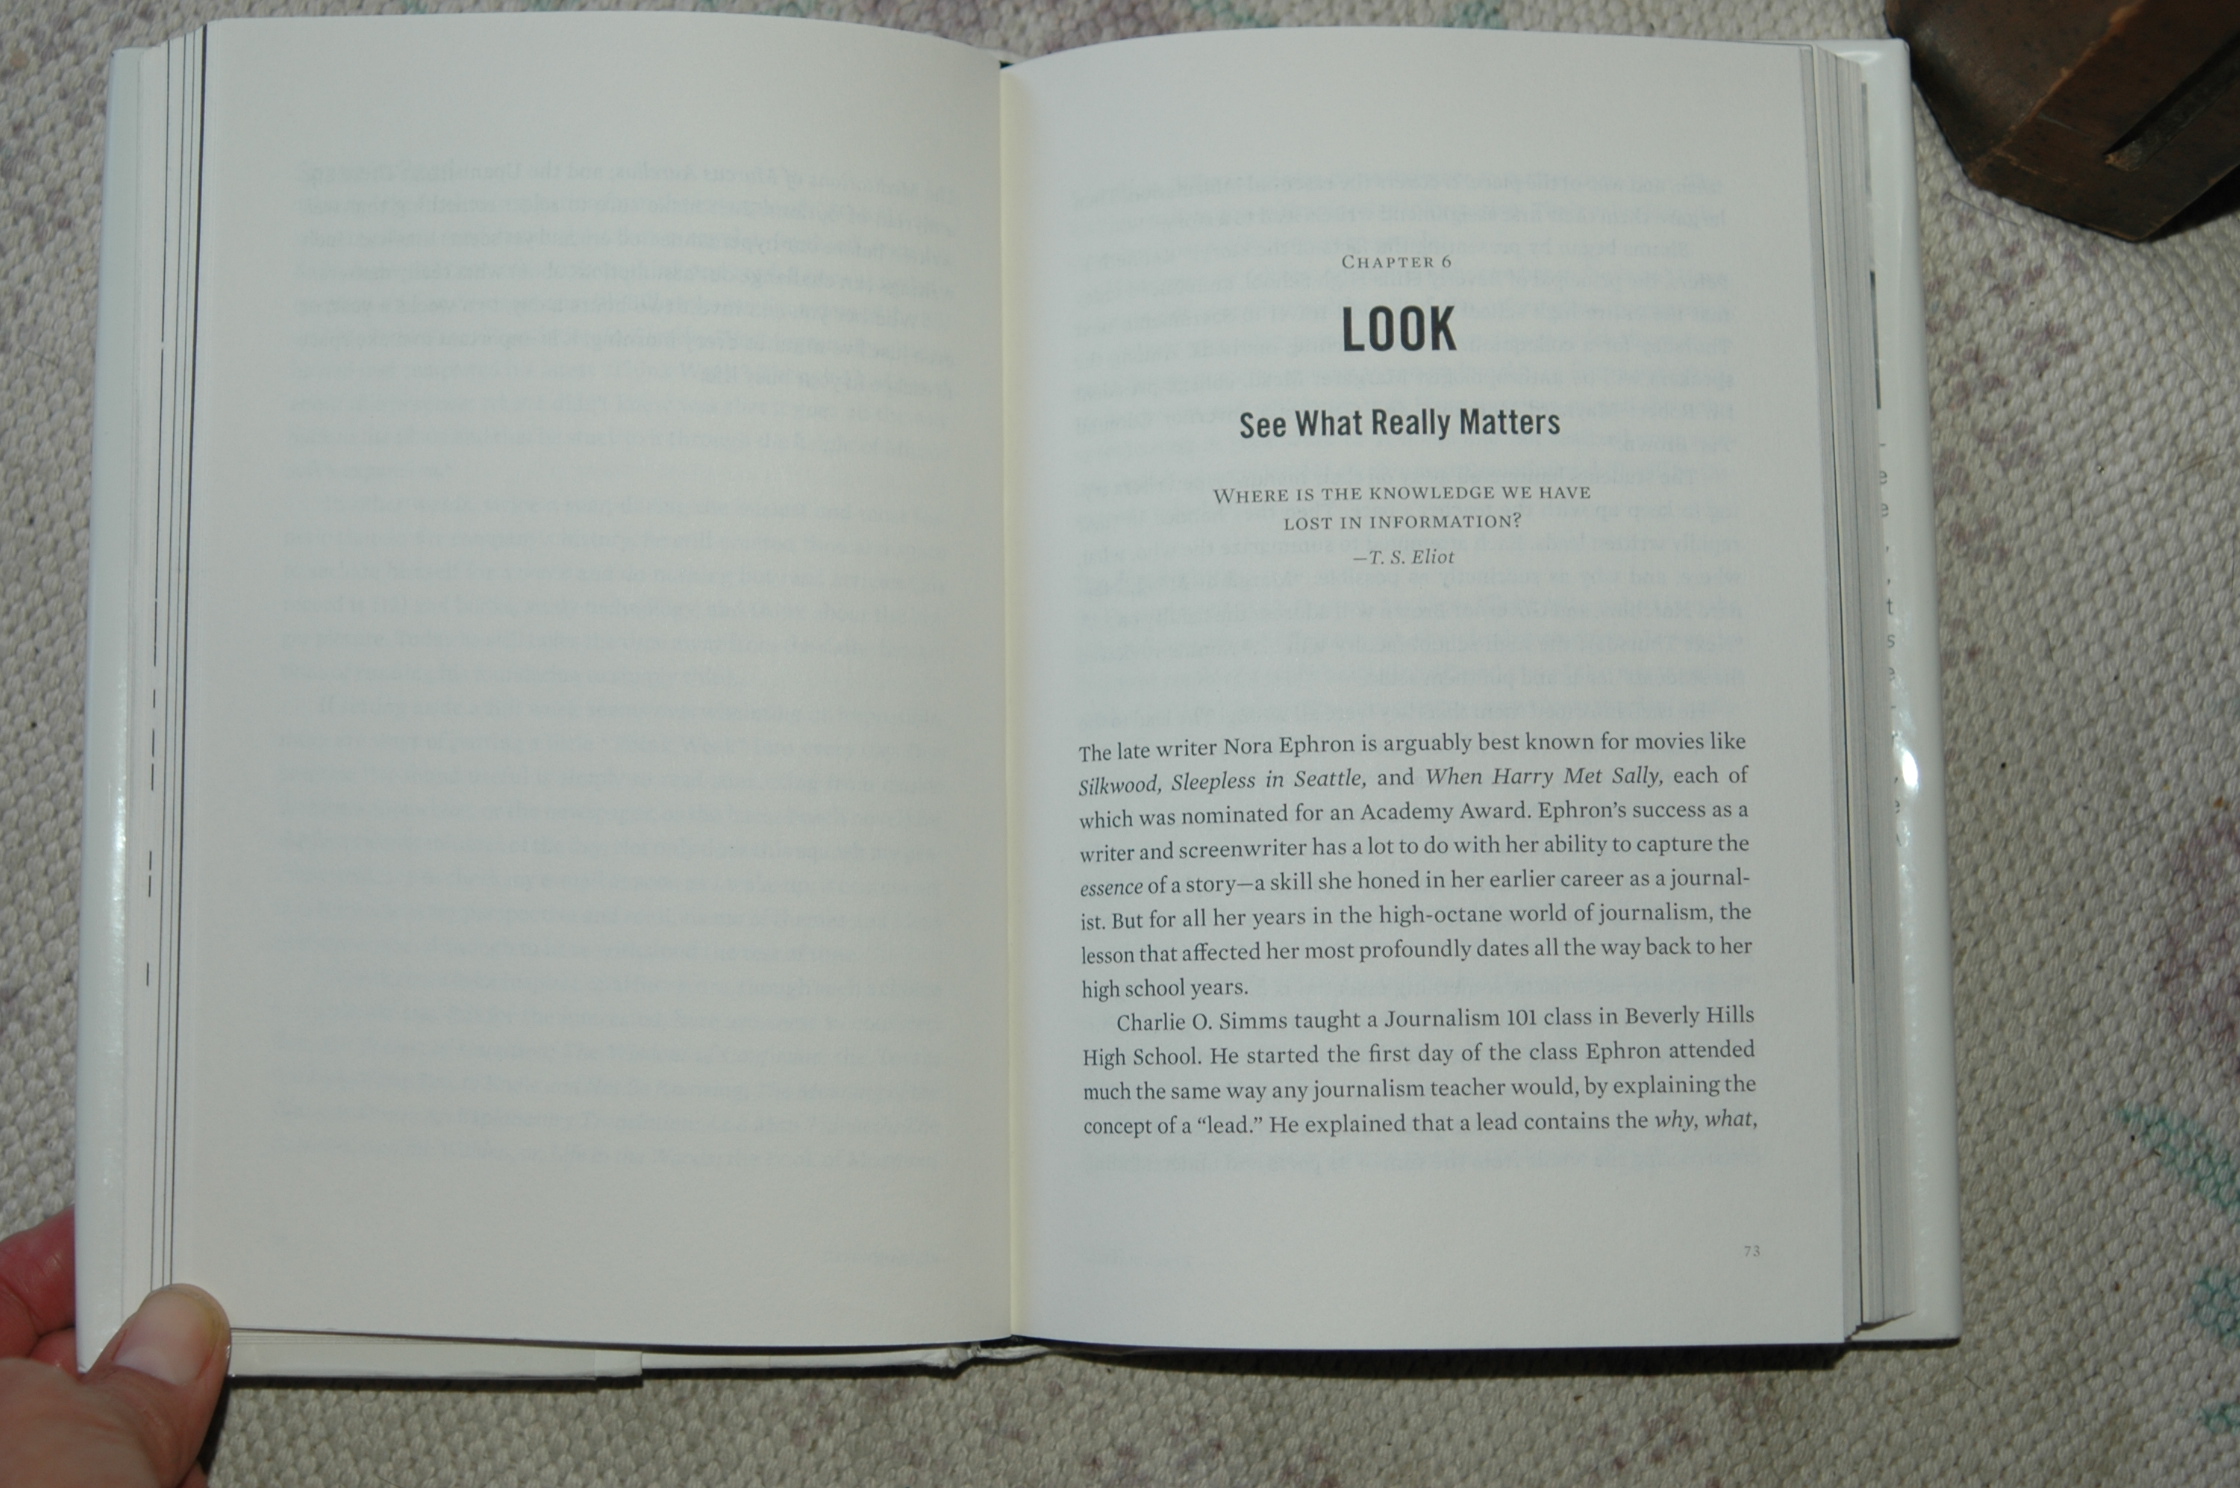 CHAPTER 6
LOOK
See What Really Matters
WHERE IS THE KNOWLEDGE WE HAVE
LOST IN INFORMATION?
—T. S. Eliot
The late writer Nora Ephron is arguably best known for movies like
Silkwood, Sleepless in Seattle, and When Harry Met Sally, each of
which was nominated for an Academy Award. Ephron’s success as a
writer and screenwriter has a lot to do with her ability to capture the
essence of a story—a skill she honed in her earlier career as a journal-
ist. But for all her years in the high-octane world of journalism, the
lesson that affected her most profoundly dates all the way back to her
high school years.
Charlie O. Simms taught a Journalism 101 class in Beverly Hills
High School. He started the first day of the class Ephron attended
much the same way any journalism teacher would, by explaining the
concept of a “lead.” He explained that a lead contains the why, what,
73